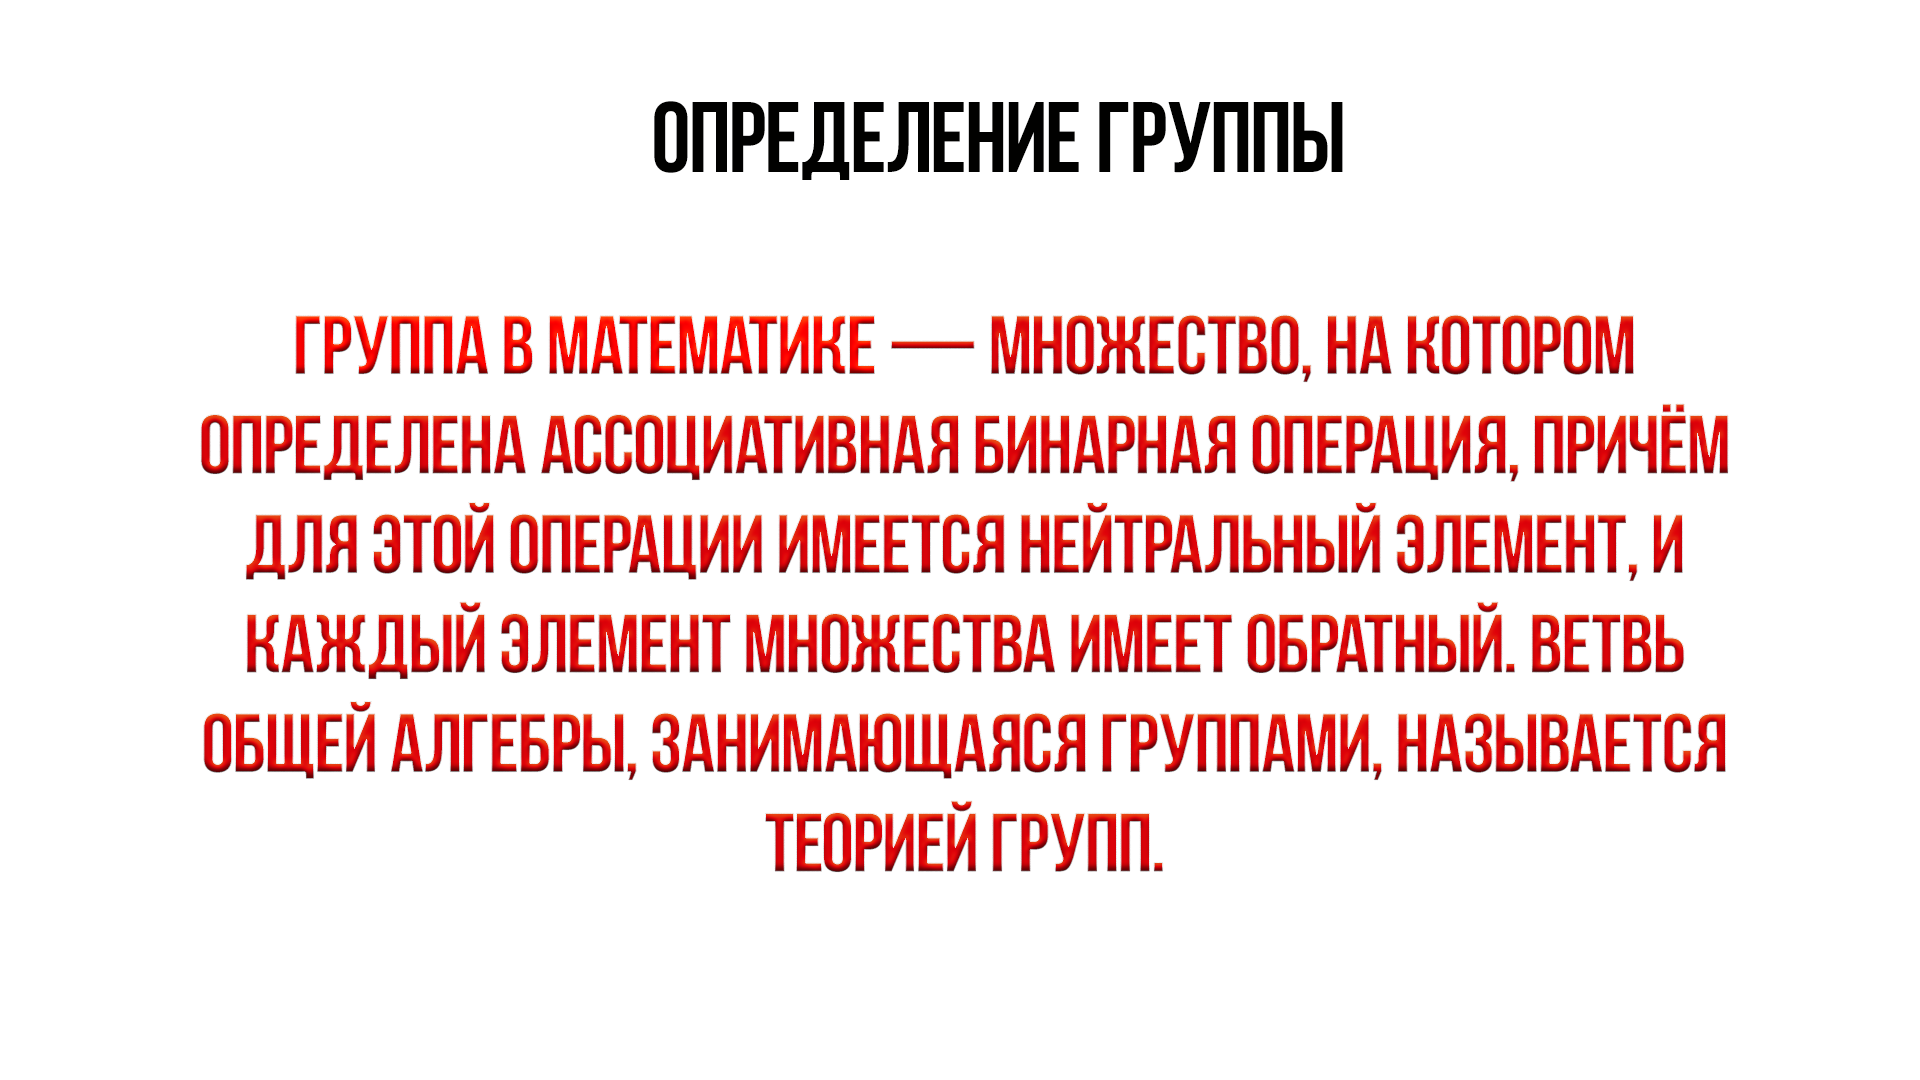 ОПРЕДЕЛЕНИЕ ГРУППЫ
ГРУППА В МАТЕМАТИКЕ — МНОЖЕСТВО, НА КОТОРОМ
ОПРЕДЕЛЕНА АССОЦИАТИВНАЯ БИНАРНАЯ ОПЕРАЦИЯ, ПРИЧЁМ
ДЛЯ ЭТОЙ ОПЕРАЦИИ ИМЕЕТСЯ НЕЙТРАЛЬНЫЙ ЭЛЕМЕНТ, И
КАЖДЫЙ ЭЛЕМЕНТ МНОЖЕСТВА ИМЕЕТ ОБРАТНЫЙ. ВЕТВЬ
ОБЩЕЙ АЛГЕБРЫ, ЗАНИМАЮЩАЯСЯ ГРУППАМИ, НАЗЫВАЕТСЯ
ТЕОРИЕЙ ГРУПП.